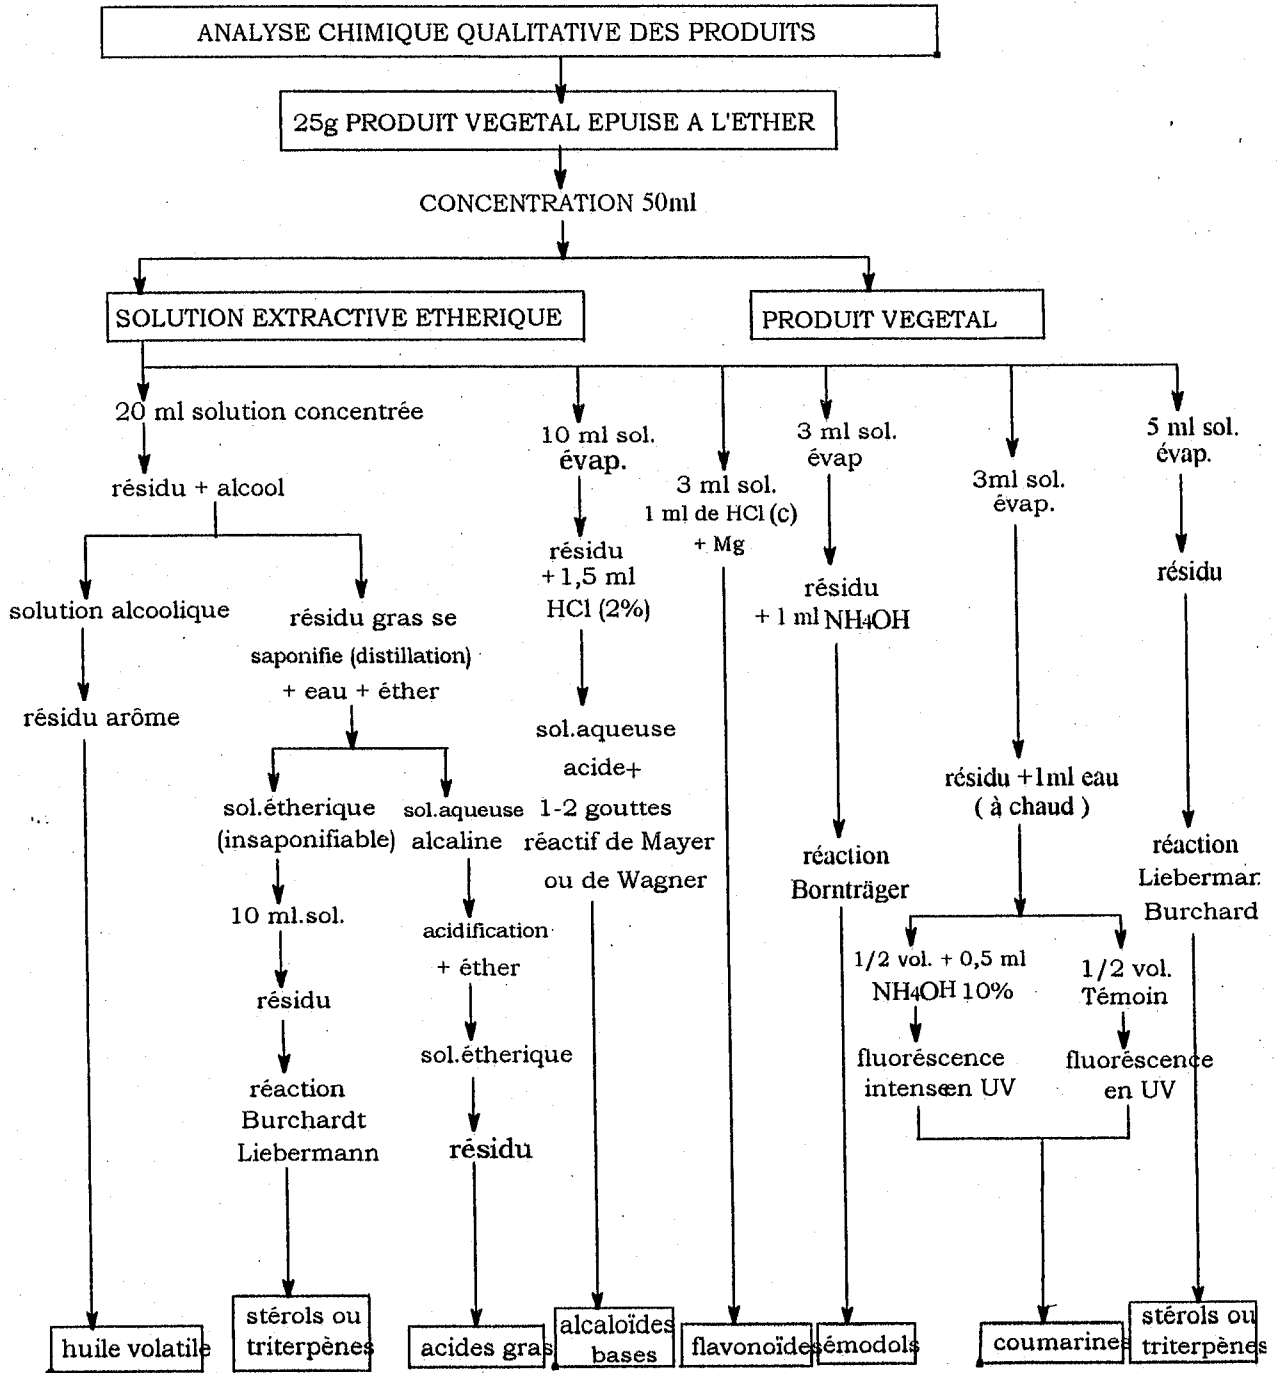 ANALYSE CHIMIQUE QUALITATIVE DES PRODUITS
25g PRODUIT VEGETAL EPUISE A L'ETHER
CONCENTRATION 50ml
SOLUTION EXTRACTIVE ETHERIQUE
PRODUIT VEGETAL
20 ml solution concentrée
résidu + alcool
solution alcoolique
résidu arôme
huile volatile
résidu gras se
saponifie (distillation)
+ eau + éther
sol.étherique
(insaponifiable)
10 ml.sol.
résidu
réaction
Burchardt
Liebermann
stérols ou
triterpènes
sol.aqueuse
alcaline
acidification
+ éther
sol.étherique
résidu
acides gras
10 ml sol.
évap.
résidu
+1,5 ml
HCl (2%)
sol.aqueuse
acide+
1-2 gouttes
réactif de Mayer
ou de Wagner
alcaloïdes
bases
3 ml sol.
1 ml de HCl (c)
+ Mg
flavonoïdes
3 ml sol.
évap
résidu
+ 1 ml NH4OH
réaction
Bornträger
émodols
3ml sol.
évap.
résidu +1ml eau
( à chaud )
1/2 vol. + 0,5 ml
NH4OH 10%
fluoréscence
intense en UV
1/2 vol.
Témoin
fluoréscence
en UV
coumarines
5 ml sol.
évap.
résidu
réaction
Liebermar.
Burchard
stérols ou
triterpènes